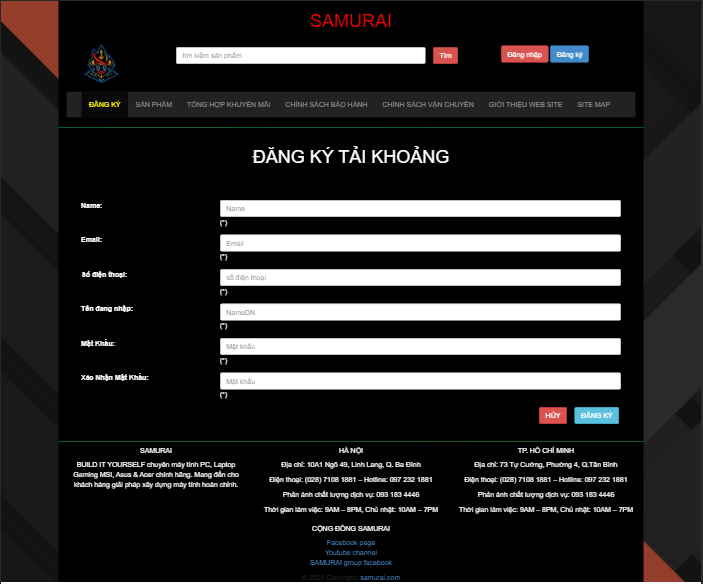 SAMURAI
tìm kiếm sản phẩm
Tìm
Đăng nhập
Đăng ký
ĐĂNG KÝ
SẢN PHẨM
TỔNG HỢP KHUYẾN MÃI
CHÍNH SÁCH BẢO HÀNH
CHÍNH SÁCH VẬN CHUYỂN
GIỚI THIỆU WEB SITE
SITE MAP
ĐĂNG KÝ TẢI KHOẢNG
Name:
Name
(*)
Email:
Email
(*)
Số điện thoại:
số điện thoại
(*)
Tên đang nhập:
NameDN
(*)
Mật Khẩu:
Mật khẩu
(*)
Xáo Nhận Mật Khẩu:
Mật khẩu
(*)
HỦY
ĐĂNG KÝ
SAMURAI
BUILD IT YOURSELF chuyên máy tính PC, Laptop
Gaming MSI, Asus & Acer chính hãng. Mang đến cho
khách hàng giải pháp xây dựng máy tính hoàn chỉnh.
HÀ NỘI
Địa chỉ: 10A1 Ngõ 49, Linh Lang, Q. Ba Đình
Điện thoại: (028) 7108 1881 – Hotline: 097 232 1881
Phản ánh chất lượng dịch vụ: 093 183 4446
Thời gian làm việc: 9AM – 8PM, Chủ nhật: 10AM – 7PM
TP. HỒ CHÍ MINH
Địa chỉ: 73 Tự Cường, Phường 4, Q.Tân Bình
Điện thoại: (028) 7108 1881 – Hotline: 097 232 1881
Phản ánh chất lượng dịch vụ: 093 183 4446
Thời gian làm việc: 9AM – 8PM, Chủ nhật: 10AM – 7PM
CỘNG ĐỒNG SAMURAI
Facebook page
Youtube channel
SAMURAI group facebook
© 2020 Copyright: samurai.com